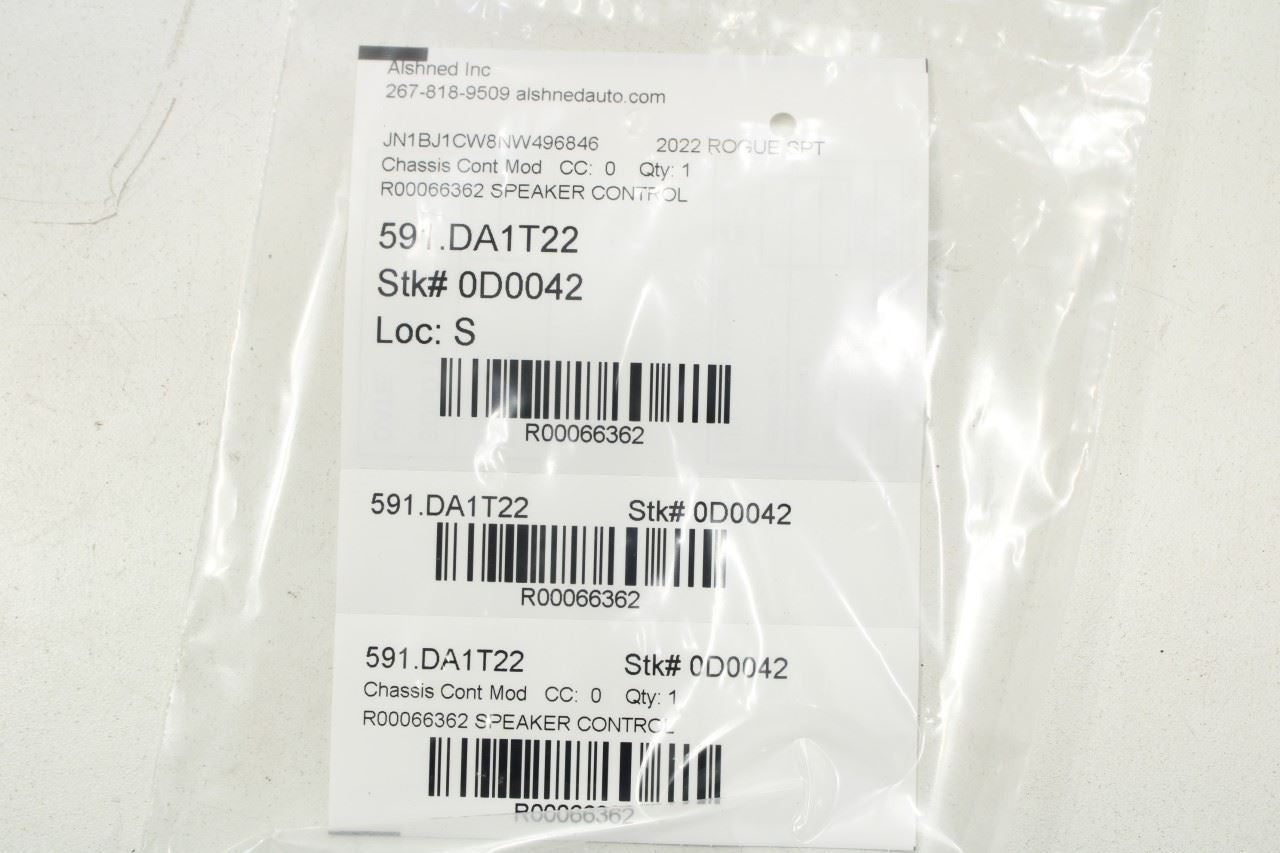 Alshned Inc
267-818-9509 alshnedauto.com
JN1BJ1CW8NW496846 2022 ROGUE SPT
Chassis Cont Mod CC: 0 Qty: 1
R00066362 SPEAKER CONTROL
591.DA1T22
Stk# 0D0042
Loc: S
R00066362
591.DA1T22 Stk# 0D0042
R00066362
591.DA1T22 Stk# 0D0042
Chassis Cont Mod CC: 0 Qty: 1
R00066362 SPEAKER CONTROL
R00066362